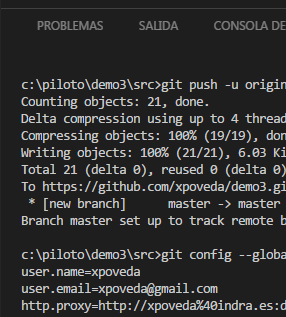 PROBLEMAS SALIDA CONSOLA DE
c:\piloto\demo3\src>git push -u origin
Counting objects: 21, done.
Delta compression using up to 4 thread
Compressing objects: 100% (19/19), don
Writing objects: 100% (21/21), 6.03 Ki
Total 21 (delta 0), reused 0 (delta 0)
To https://github.com/xpoveda/demo3.gi
* [new branch] master -> master
Branch master set up to track remote b
c:\piloto\demo3\src>git config --globa
user.name=xpoveda
user.email=xpoveda@gmail.com
http.proxy=http://xpoveda%40indra.es:d